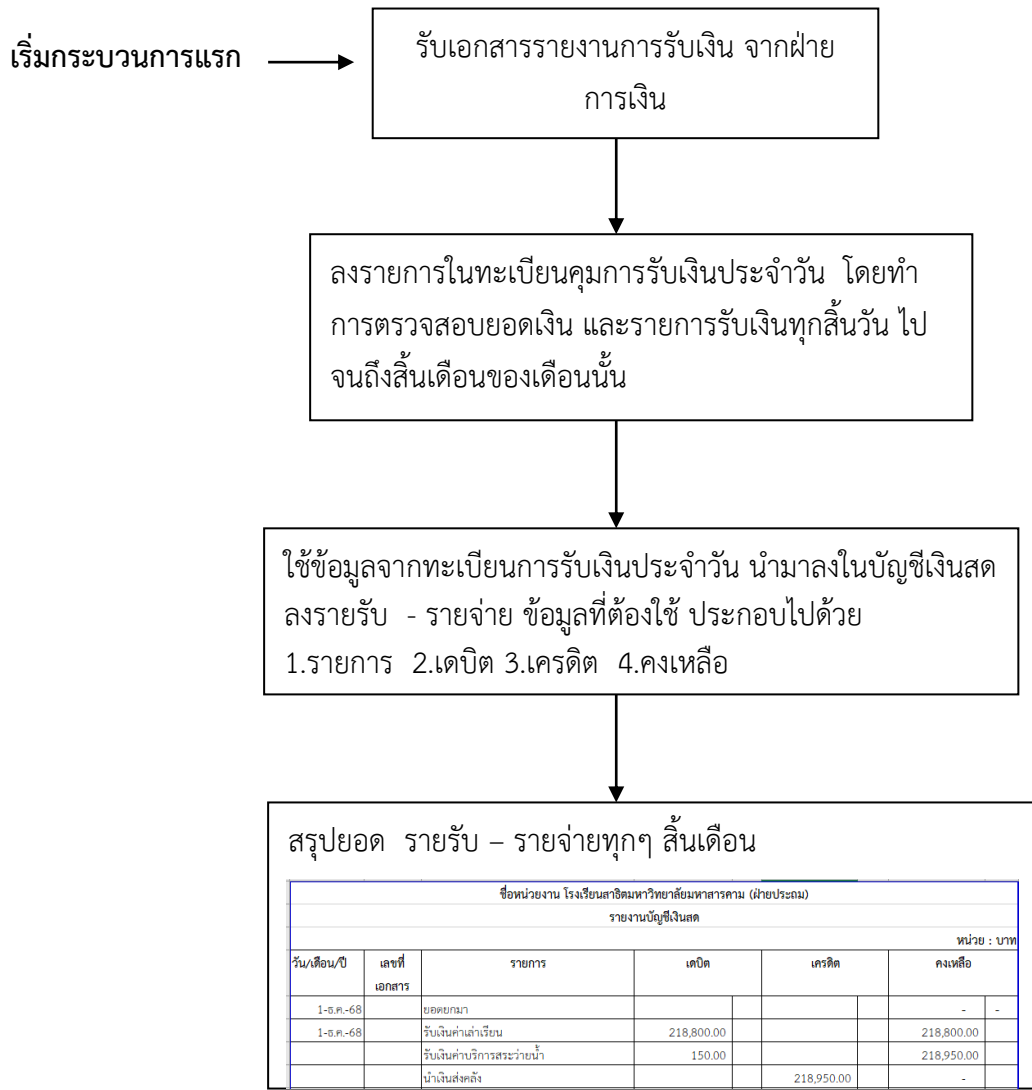 เริ่มกระบวนการแรก
รับเอกสารรายงานการรับเงิน จากฝ่าย
การเงิน
ลงรายการในทะเบียนคุมการรับเงินประจำวัน โดยทำ
การตรวจสอบยอดเงิน และรายการรับเงินทุกสิ้นวัน ไป
จนถึงสิ้นเดือนของเดือนนั้น
ใช้ข้อมูลจากทะเบียนการรับเงินประจำวัน นำมาลงในบัญชีเงินสด
ลงรายรับ - รายจ่าย ข้อมูลที่ต้องใช้ ประกอบไปด้วย
1.รายการ 2.เดบิต 3.เครดิต 4.คงเหลือ
สรุปยอด รายรับ – รายจ่ายทุกๆ สิ้นเดือน
ชื่อหน่วยงาน โรงเรียนสาธิตมหาวิทยาลัยมหาสารคาม (ฝ่ายประถม)
รายงานบัญชีเงินสด
หน่วย : บาท
วัน/เดือน/ปี เลขที่ รายการ เดบิต เครดิต คงเหลือ
เอกสาร
1-ธ.ค.-68 ยอดยกมา - -
1-ธ.ค.-68 รับเงินค่าเล่าเรียน 218,800.00 218,800.00
รับเงินค่าบริการสระว่ายน้ำ 150.00 218,950.00
นำเงินส่งคลัง 218,950.00 -